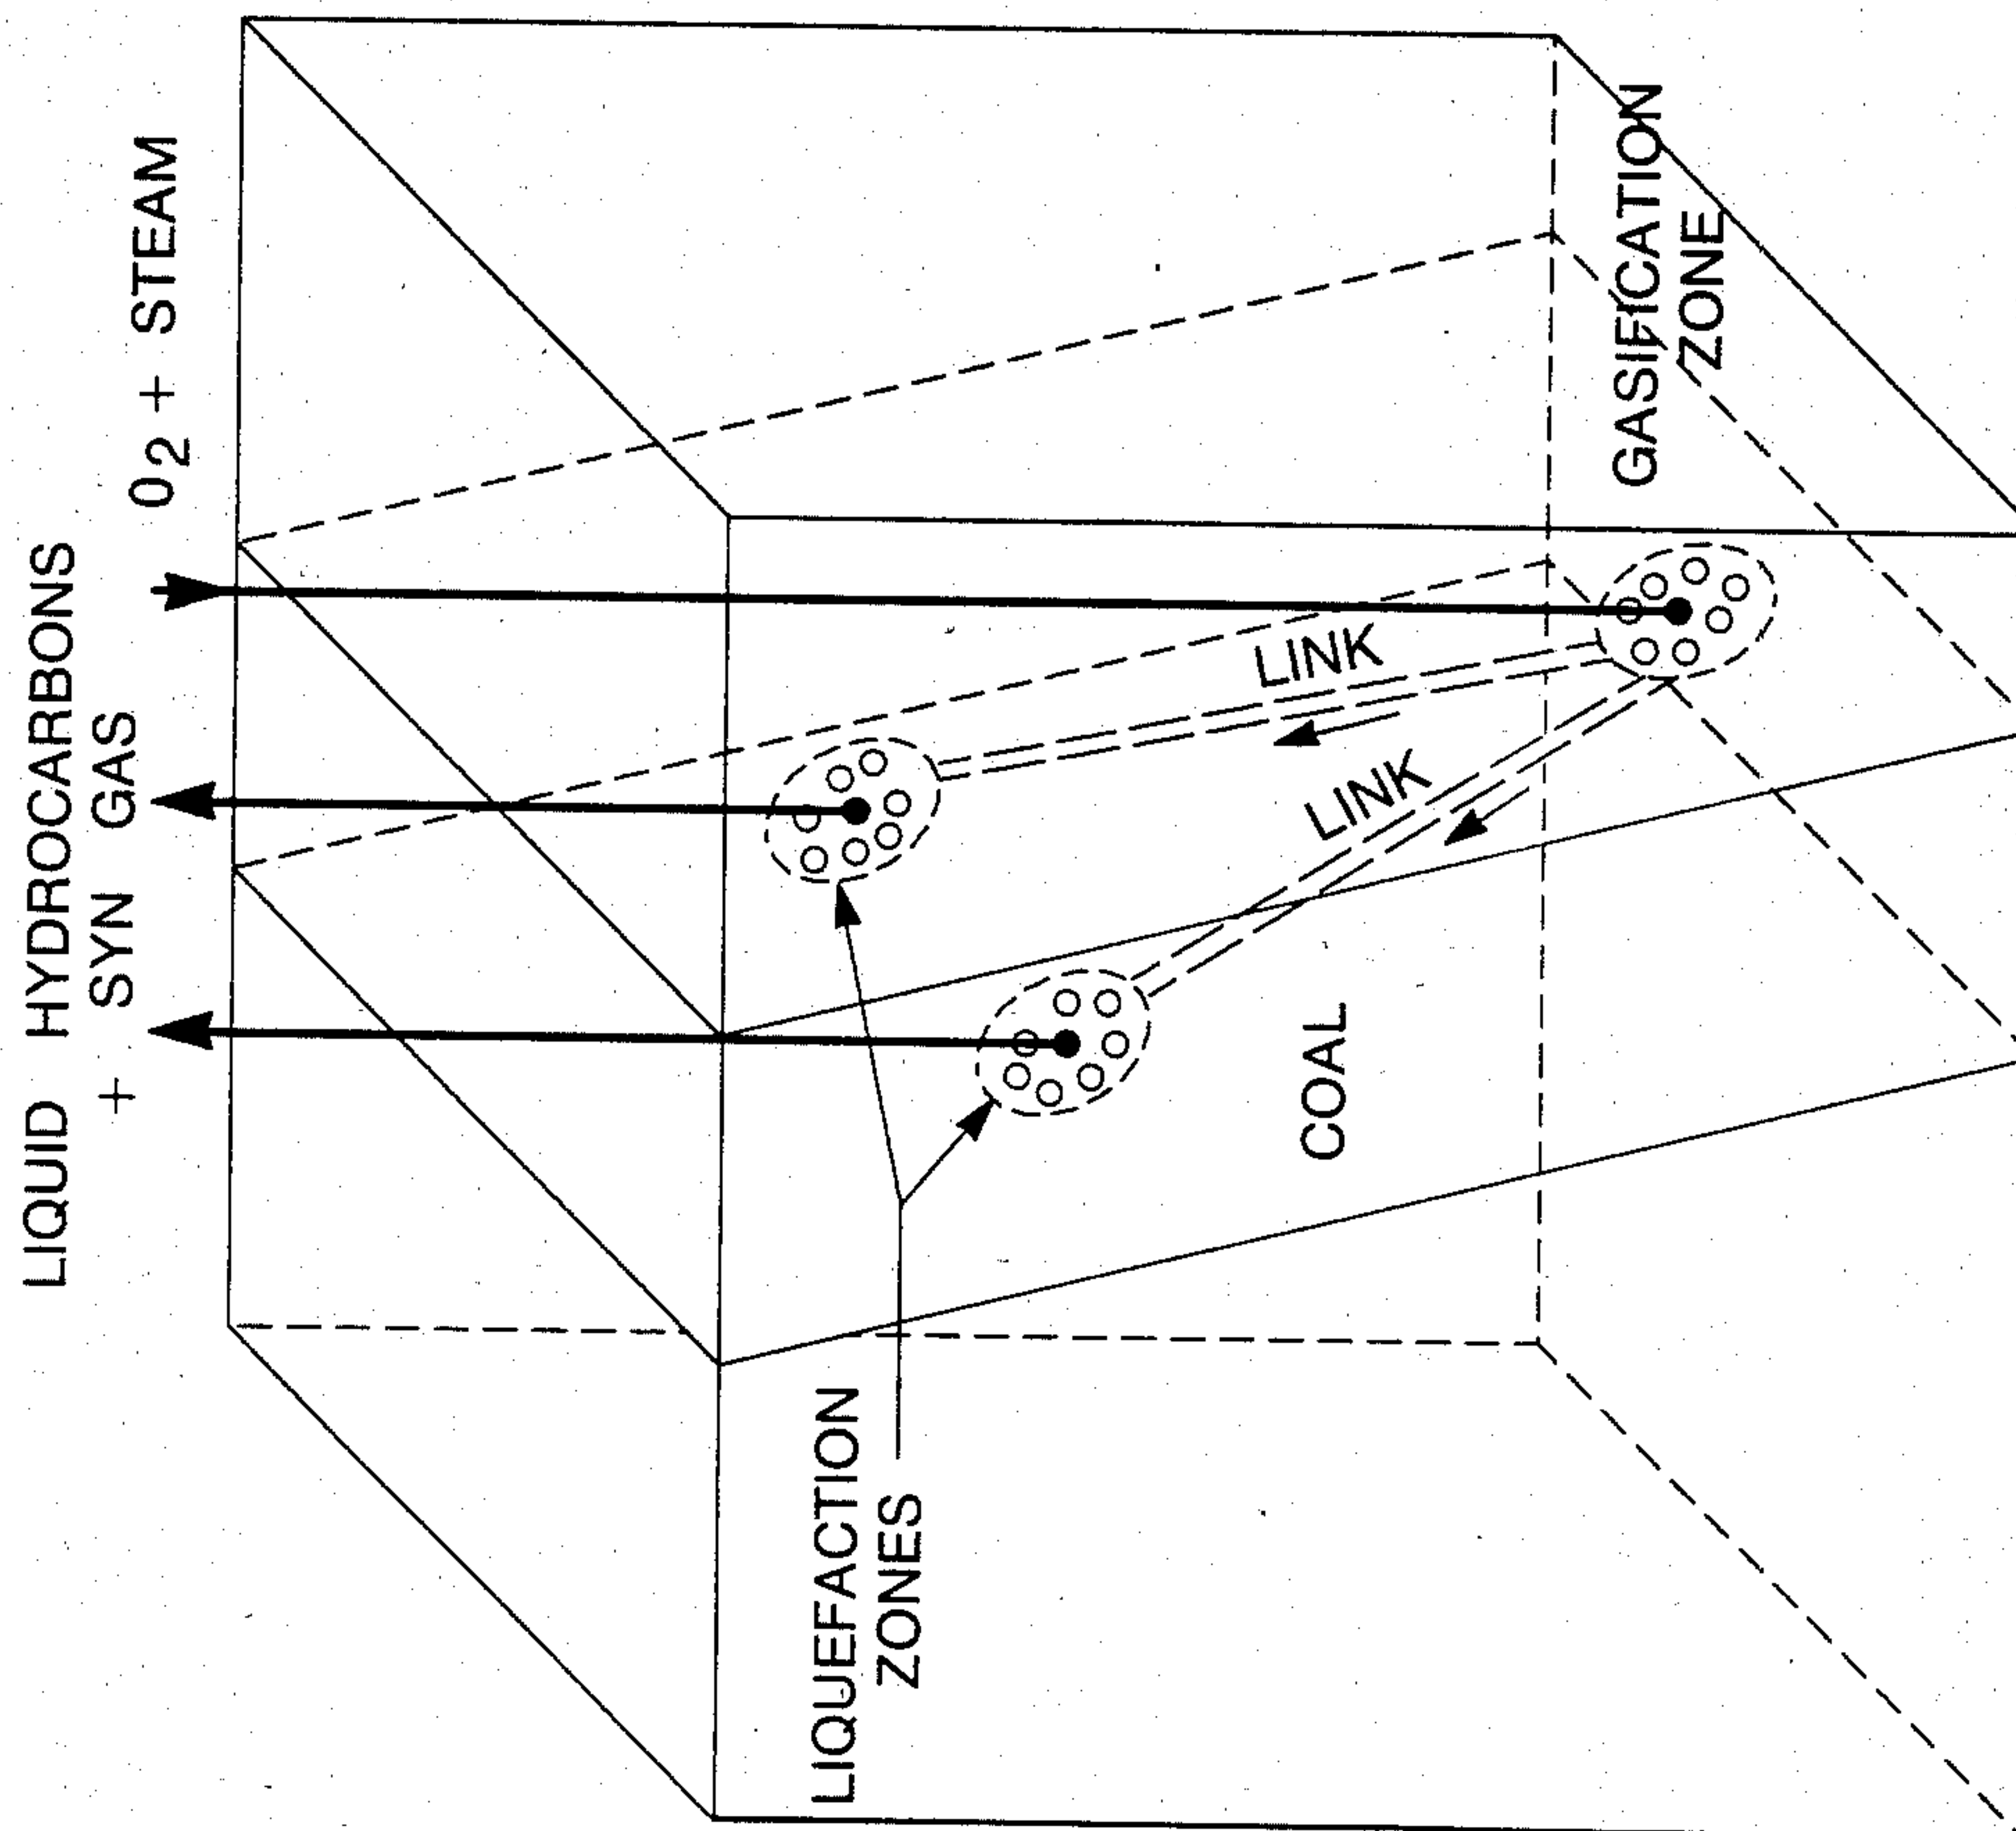 LIQUID HYDROCARBONS
+ SYN GAS
O2 + STEAM
LIQUEFACTION
ZONES
COAL
LINK
LINK
GASIFICATION
ZONE